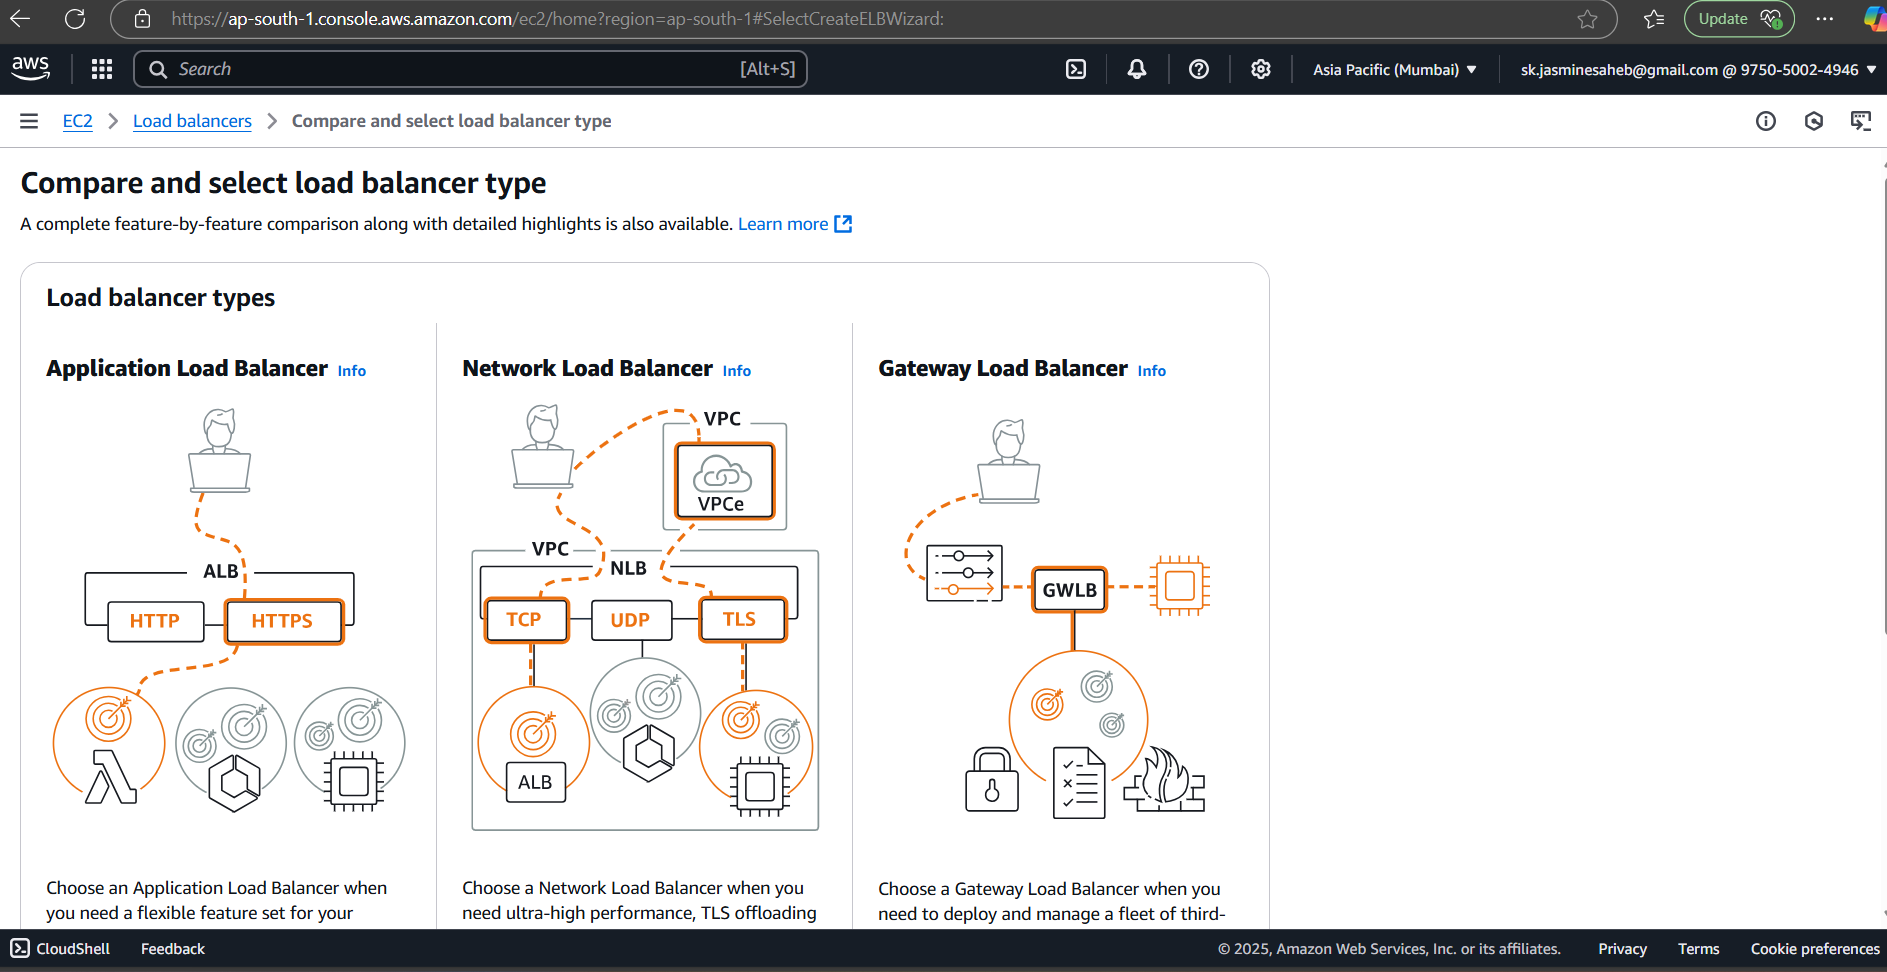 https://ap-south-1.console.aws.amazon.com/ec2/home?region=ap-south-1#SelectCreateELBWizard:
Update
aws
Search
[Alt+S]
Asia Pacific (Mumbai)
sk.jasminesaheb@gmail.com @ 9750-5002-4946
EC2
Load balancers
Compare and select load balancer type
Compare and select load balancer type
A complete feature-by-feature comparison along with detailed highlights is also available. Learn more
Load balancer types
Application Load Balancer Info
ALB
HTTP
HTTPS
Choose an Application Load Balancer when
you need a flexible feature set for your
Network Load Balancer Info
VPC
VPCe
VPC
NLB
TCP
UDP
TLS
ALB
Choose a Network Load Balancer when you
need ultra-high performance, TLS offloading
Gateway Load Balancer Info
GWLB
Choose a Gateway Load Balancer when you
need to deploy and manage a fleet of third-
CloudShell
Feedback
© 2025, Amazon Web Services, Inc. or its affiliates.
Privacy
Terms
Cookie preferences